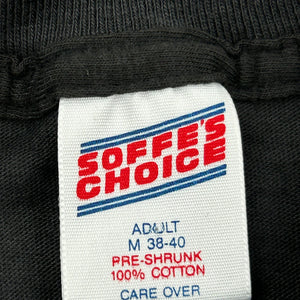 SOFFE'S
CHOICE
ADULT
M 38-40
PRE-SHRUNK
100% COTTON
CARE OVER